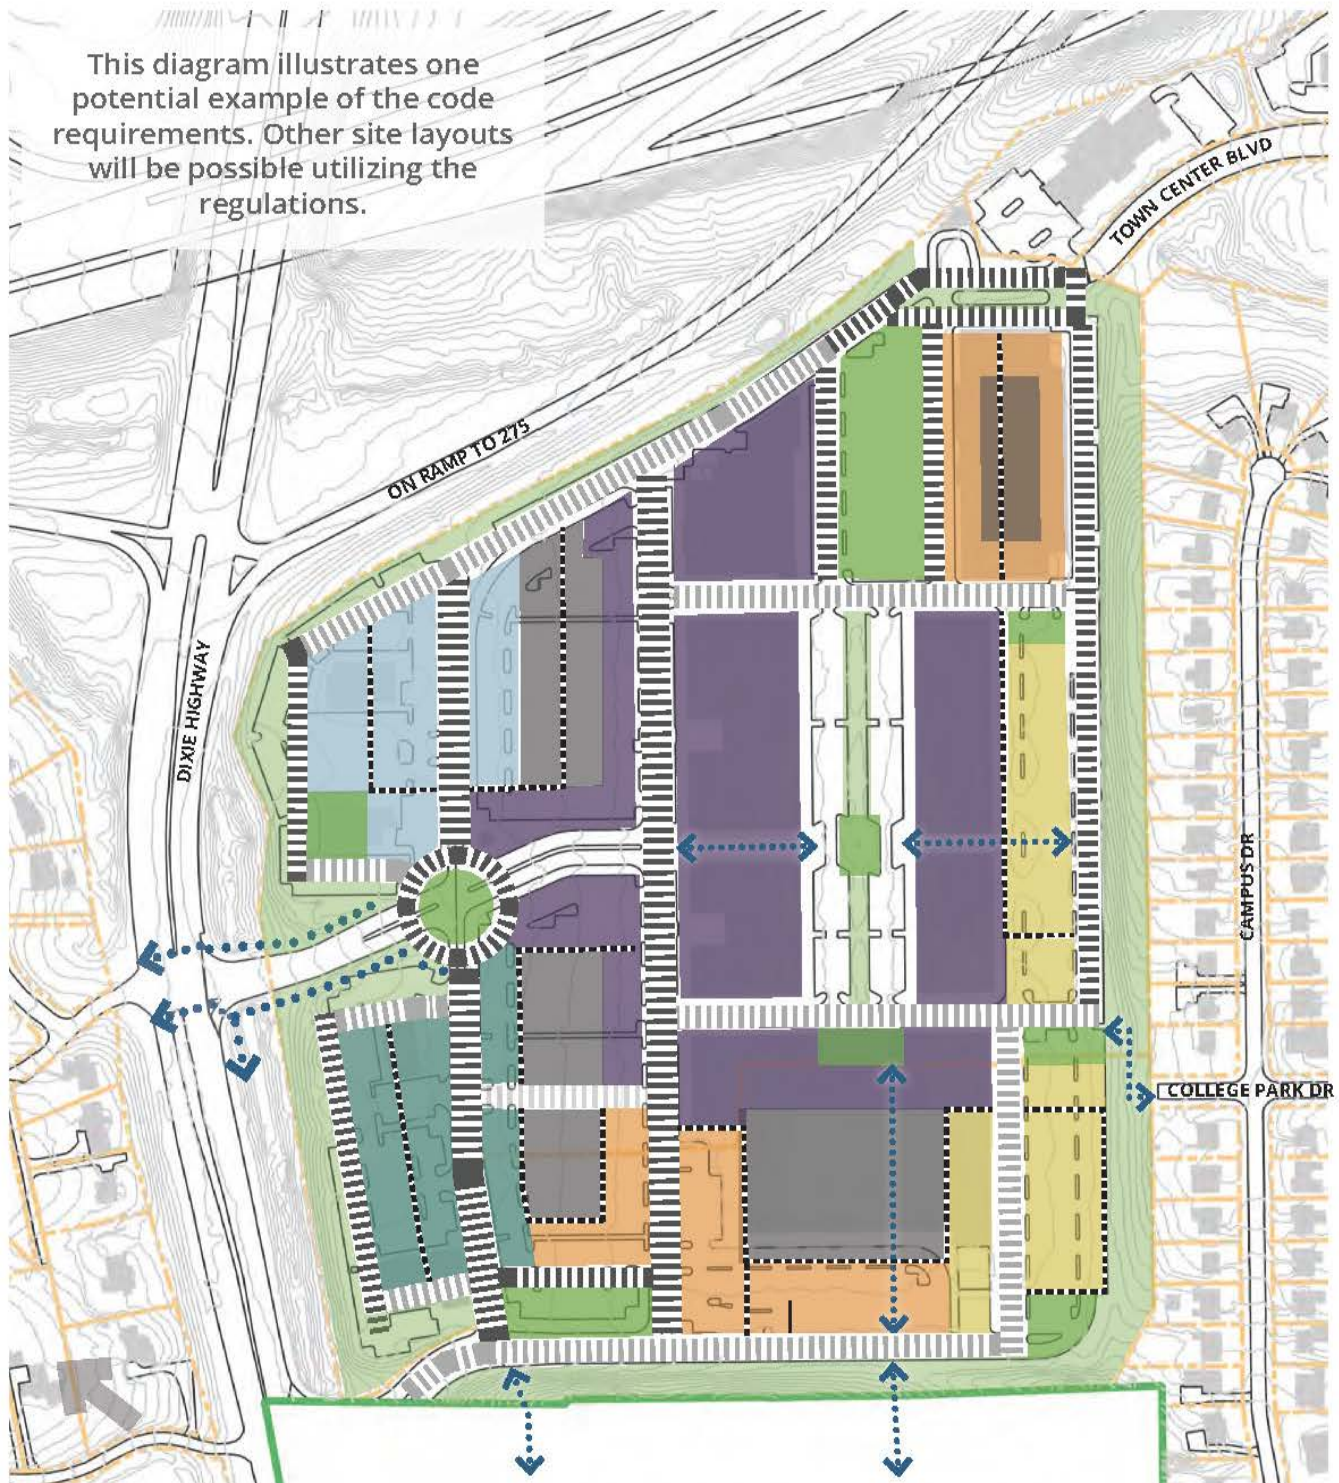 This diagram illustrates one
potential example of the code
requirements. Other site layouts
will be possible utilizing the
regulations.
TOWN CENTER BLVD
ON RAMP TO 275
DIXIE HIGHWAY
CAMPUS DR
COLLEGE PARK DR